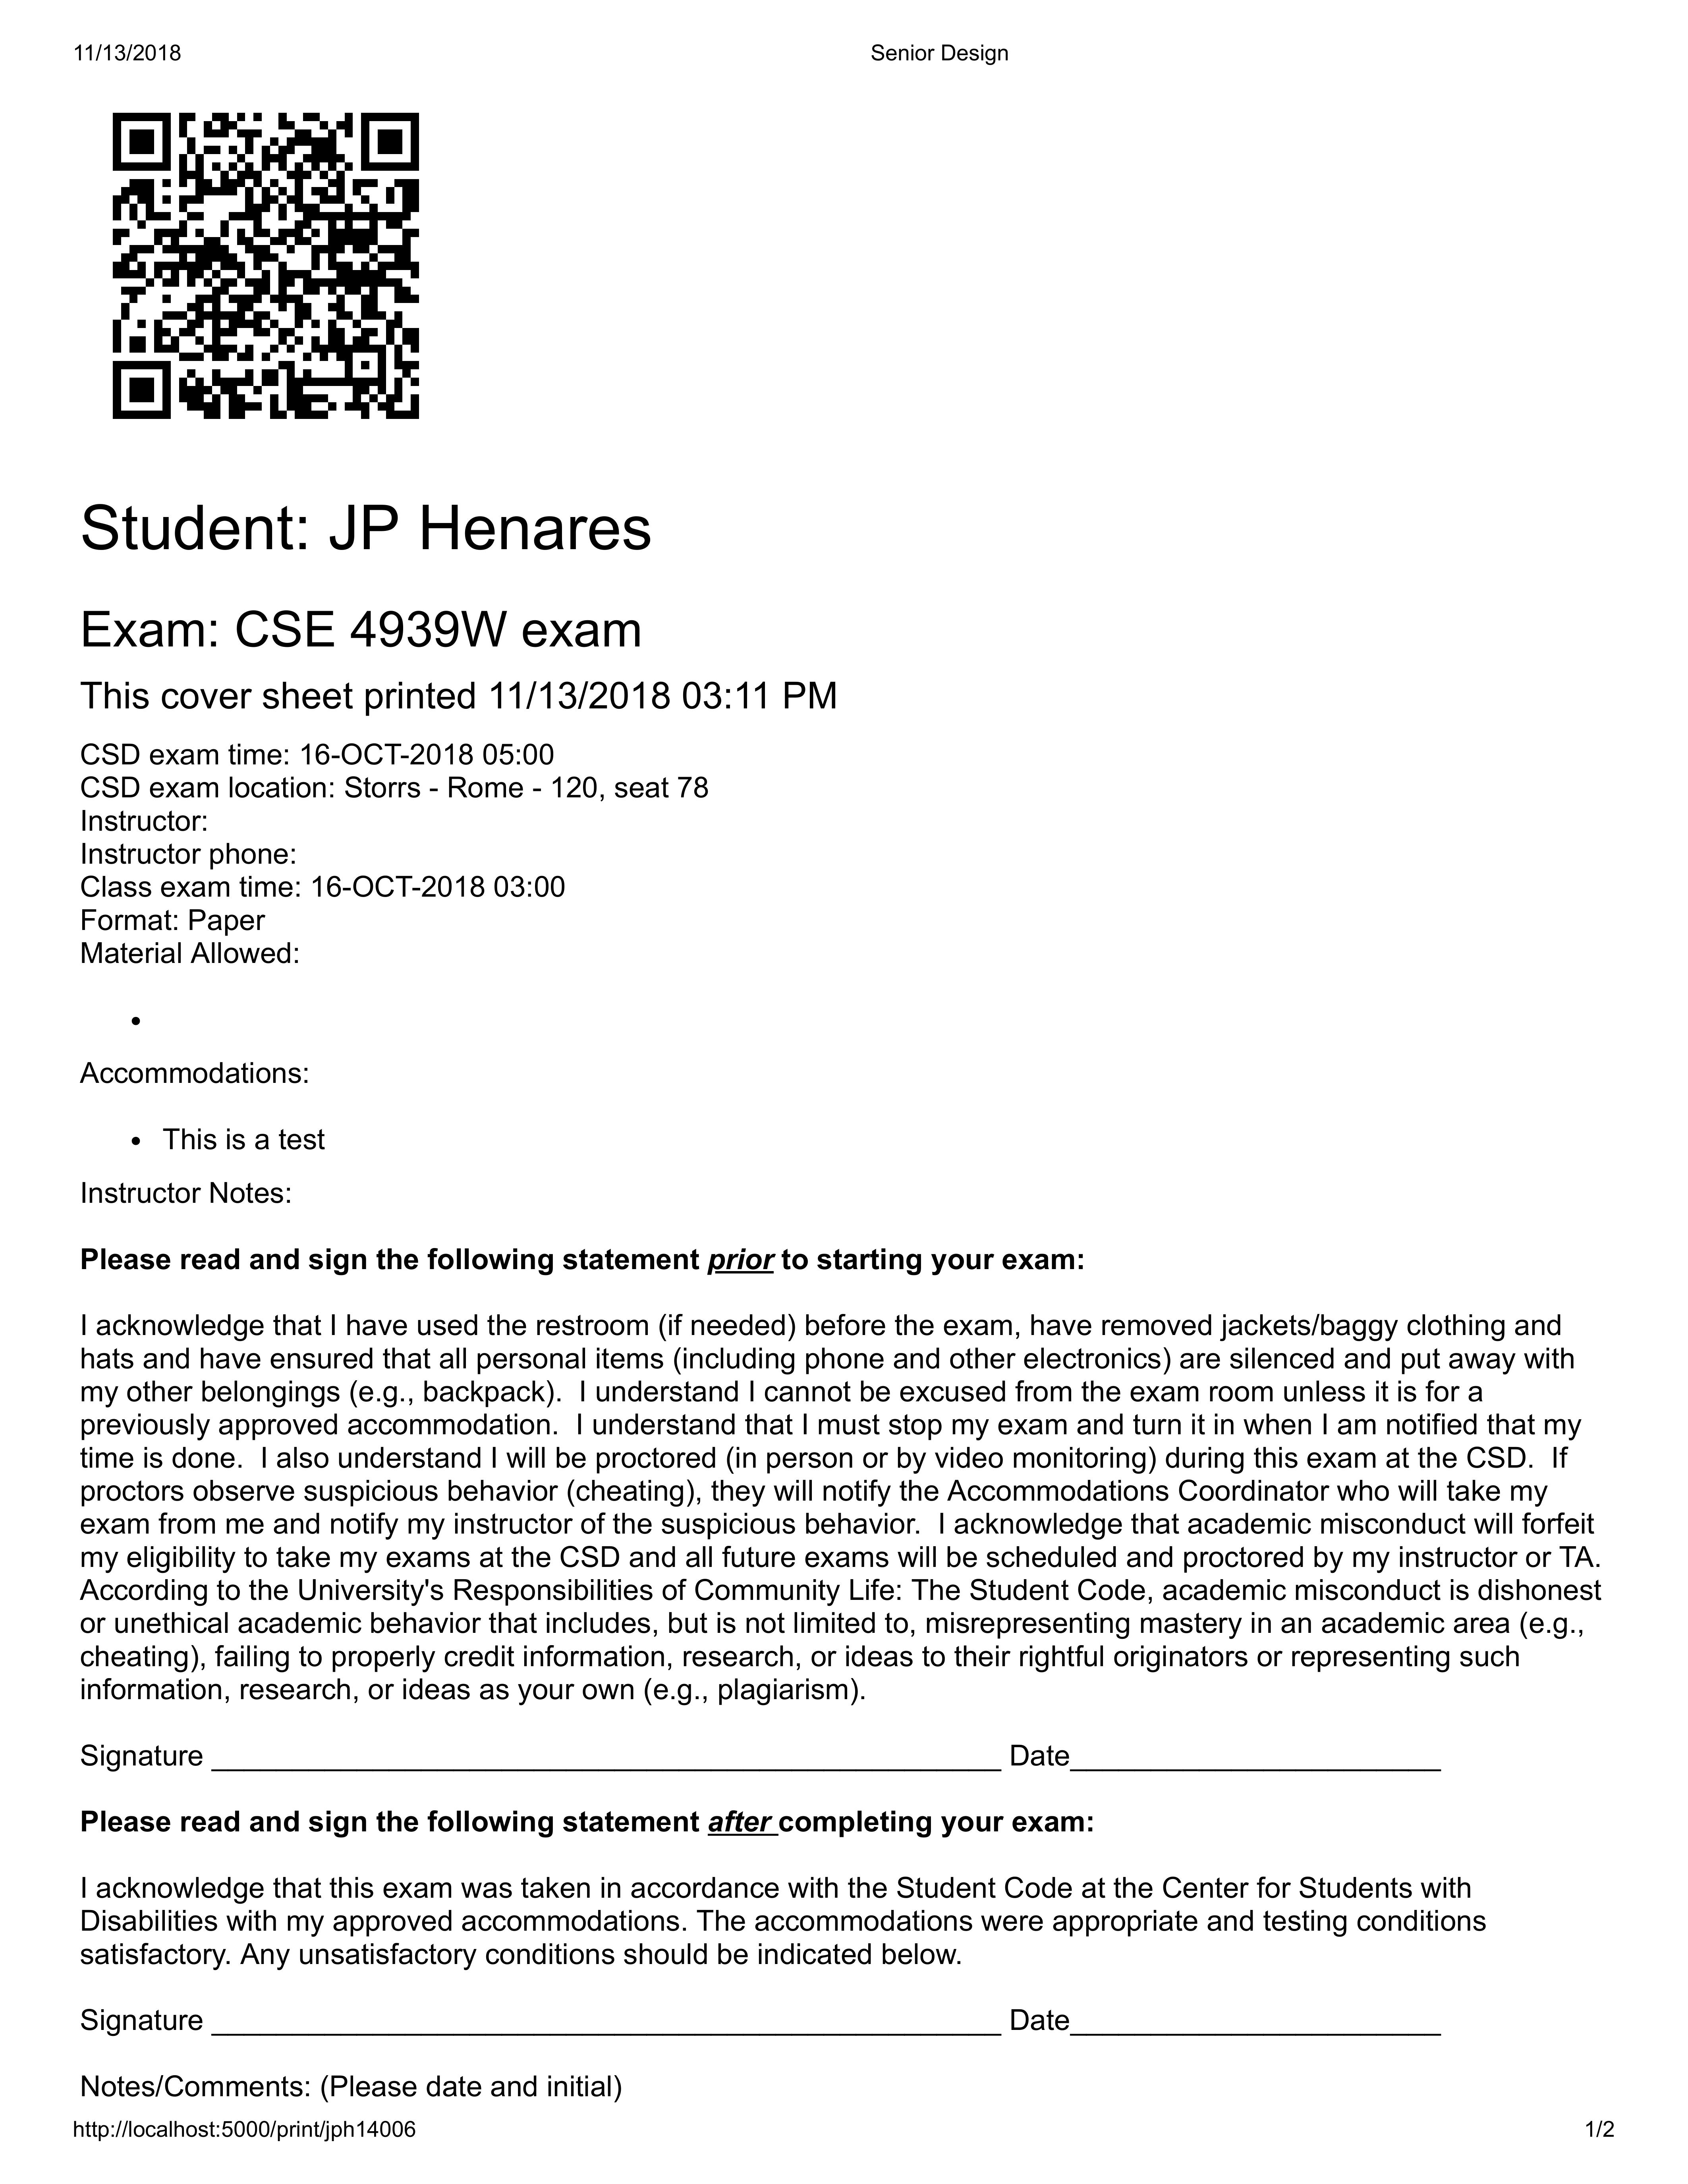 11/13/2018 Senior Design
Student: JP Henares
Exam: CSE 4939W exam
This cover sheet printed 11/13/2018 03:11 PM
CSD exam time: 16-OCT-2018 05:00
CSD exam location: Storrs - Rome - 120, seat 78
Instructor:
Instructor phone:
Class exam time: 16-OCT-2018 03:00
Format: Paper
Material Allowed:
•
Accommodations:
• This is a test
Instructor Notes:
Please read and sign the following statement prior to starting your exam:
I acknowledge that I have used the restroom (if needed) before the exam, have removed jackets/baggy clothing and
hats and have ensured that all personal items (including phone and other electronics) are silenced and put away with
my other belongings (e.g., backpack).  I understand I cannot be excused from the exam room unless it is for a
previously approved accommodation.  I understand that I must stop my exam and turn it in when I am notified that my
time is done.  I also understand I will be proctored (in person or by video monitoring) during this exam at the CSD.  If
proctors observe suspicious behavior (cheating), they will notify the Accommodations Coordinator who will take my
exam from me and notify my instructor of the suspicious behavior.  I acknowledge that academic misconduct will forfeit
my eligibility to take my exams at the CSD and all future exams will be scheduled and proctored by my instructor or TA.
According to the University's Responsibilities of Community Life: The Student Code, academic misconduct is dishonest
or unethical academic behavior that includes, but is not limited to, misrepresenting mastery in an academic area (e.g.,
cheating), failing to properly credit information, research, or ideas to their rightful originators or representing such
information, research, or ideas as your own (e.g., plagiarism).
Signature ______________________________ Date______________
Please read and sign the following statement after completing your exam:
I acknowledge that this exam was taken in accordance with the Student Code at the Center for Students with
Disabilities with my approved accommodations. The accommodations were appropriate and testing conditions
satisfactory. Any unsatisfactory conditions should be indicated below.
Signature ______________________________ Date______________
Notes/Comments: (Please date and initial)
http://localhost:5000/print/jph14006 1/2